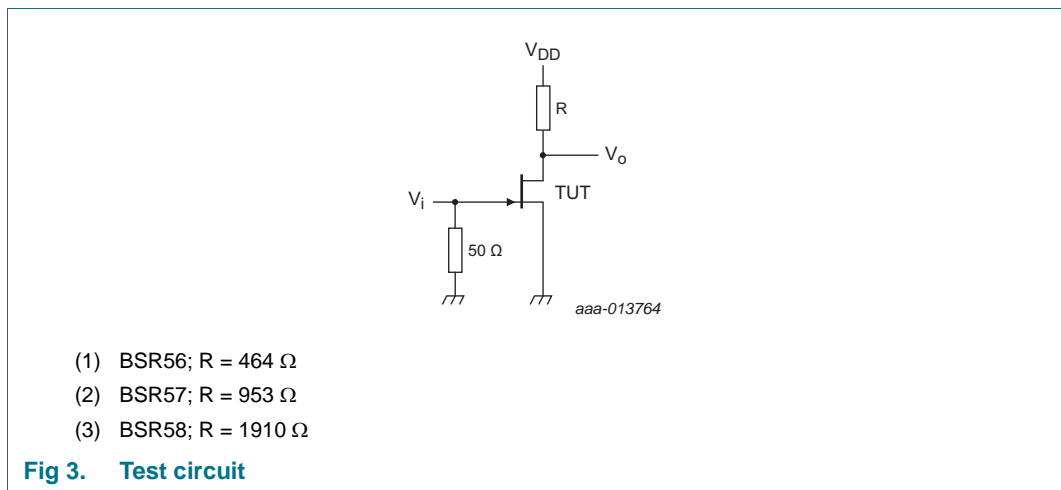 VDD
R
Vo
Vi
TUT
50 Ω
aaa-013764
(1) BSR56; R = 464 Ω
(2) BSR57; R = 953 Ω
(3) BSR58; R = 1910 Ω
Fig 3. Test circuit